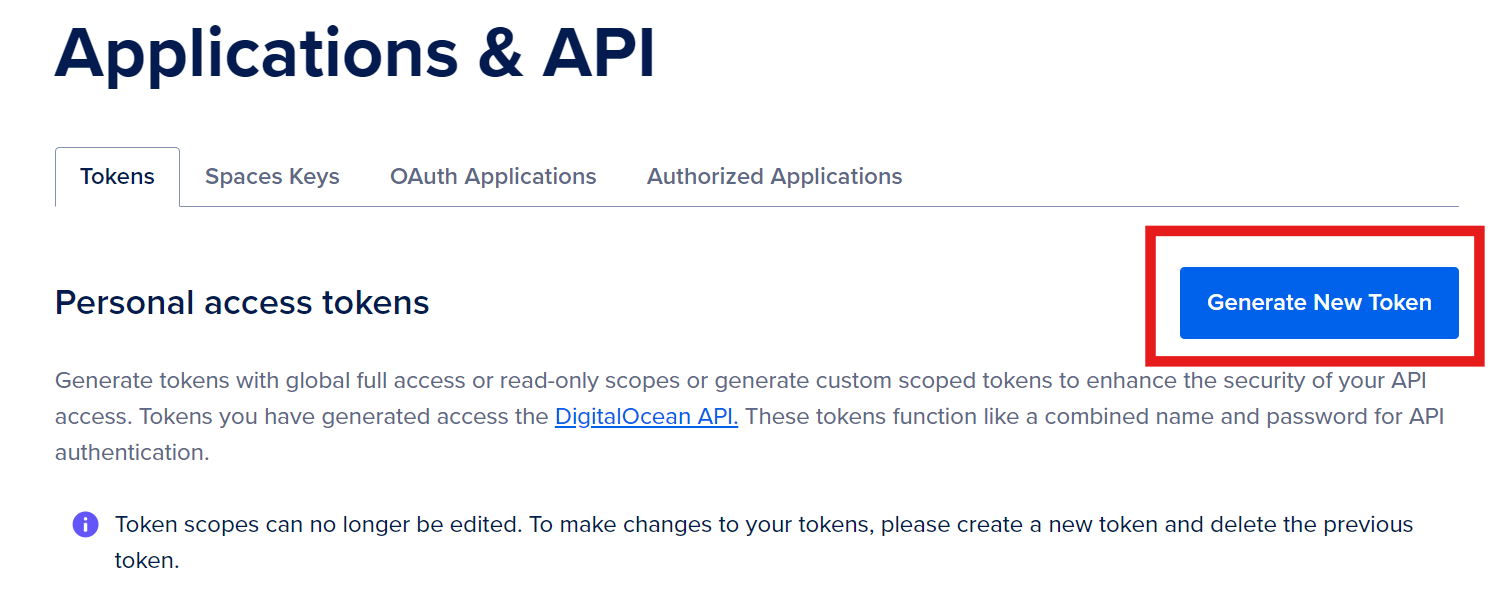 Applications & API
Tokens
Spaces Keys
OAuth Applications
Authorized Applications
Personal access tokens
Generate New Token
Generate tokens with global full access or read-only scopes or generate custom scoped tokens to enhance the security of your API
access. Tokens you have generated access the DigitalOcean API. These tokens function like a combined name and password for API
authentication.
Token scopes can no longer be edited. To make changes to your tokens, please create a new token and delete the previous
token.